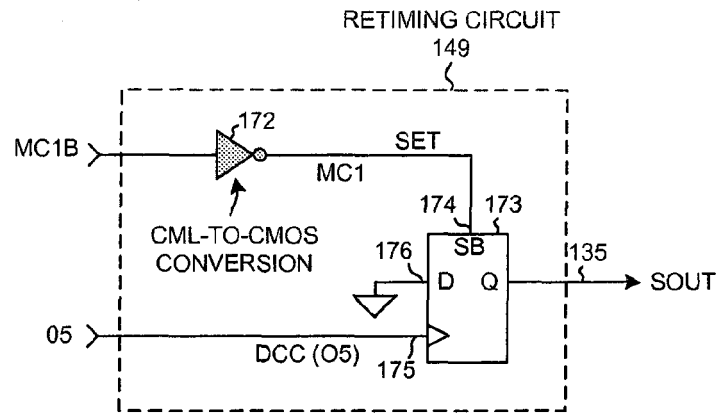 RETIMING CIRCUIT
149
172
MC1B
SET
MC1
174
173
CML-TO-CMOS
CONVERSION
SB
176
135
D
Q
SOUT
05
DCC (O5)
175